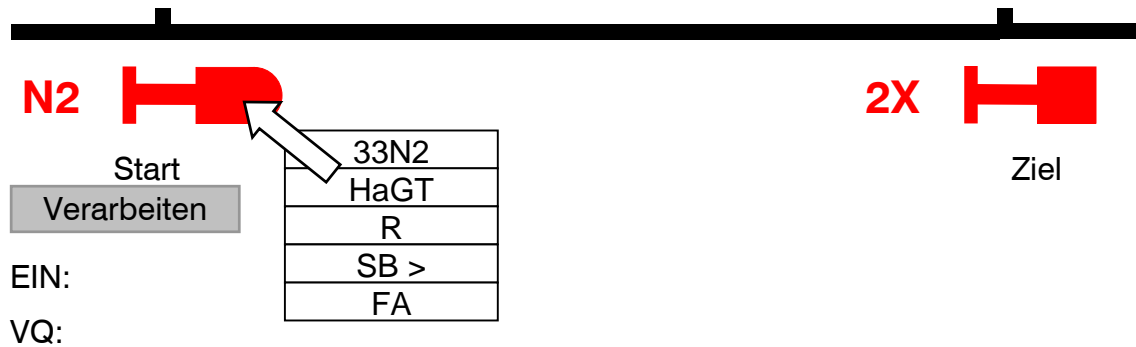 N2
2X
Start
Ziel
Verarbeiten
33N2
HaGT
R
SB >
FA
EIN:
VQ: